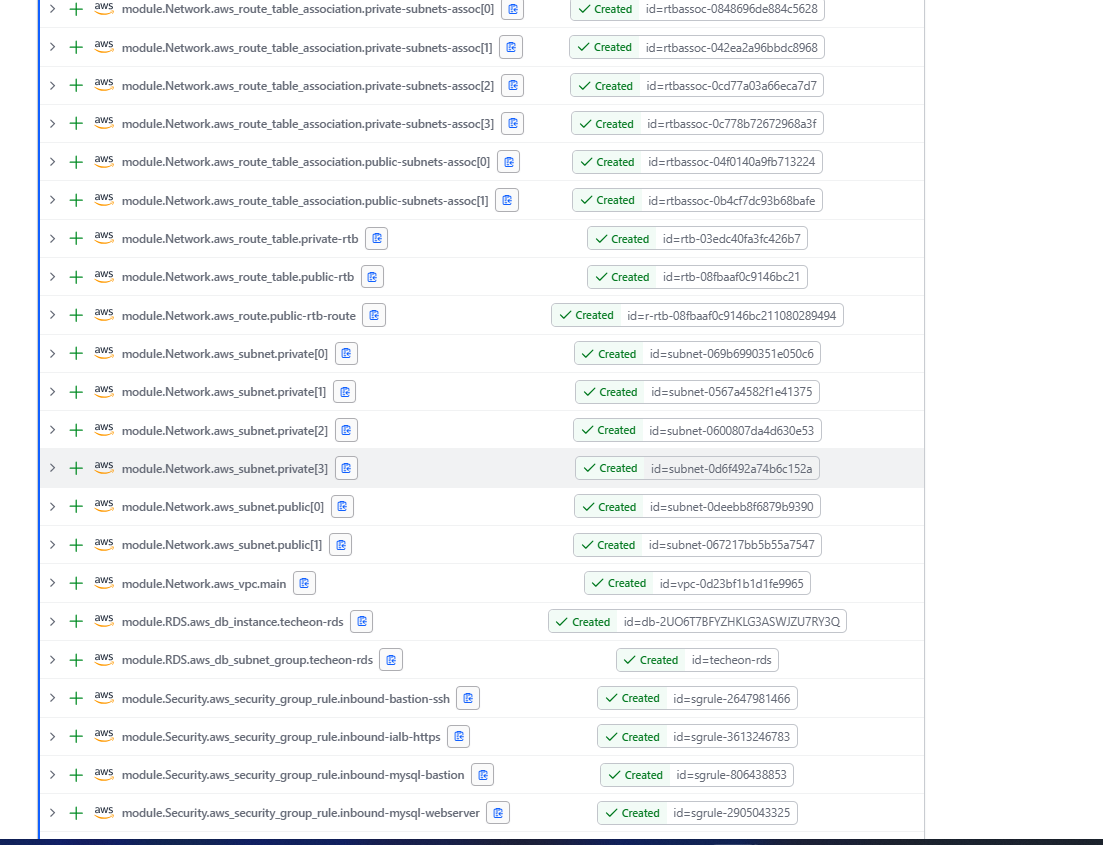 aws module.Network.aws_route_table_association.private-subnets-assoc[0] Created id=rtbassoc-0848696de884c5628
aws module.Network.aws_route_table_association.private-subnets-assoc[1] Created id=rtbassoc-042ea2a96bbdc8968
aws module.Network.aws_route_table_association.private-subnets-assoc[2] Created id=rtbassoc-0cd77a03a66eca7d7
aws module.Network.aws_route_table_association.private-subnets-assoc[3] Created id=rtbassoc-0c778b72672968a3f
aws module.Network.aws_route_table_association.public-subnets-assoc[0] Created id=rtbassoc-04f0140a9fb713224
aws module.Network.aws_route_table_association.public-subnets-assoc[1] Created id=rtbassoc-0b4cf7dc93b68bafe
aws module.Network.aws_route_table.private-rtb Created id=rtb-03edc40fa3fc426b7
aws module.Network.aws_route_table.public-rtb Created id=rtb-08fbaaf0c9146bc21
aws module.Network.aws_route.public-rtb-route Created id=r-rtb-08fbaaf0c9146bc211080289494
aws module.Network.aws_subnet.private[0] Created id=subnet-069b6990351e050c6
aws module.Network.aws_subnet.private[1] Created id=subnet-0567a4582f1e41375
aws module.Network.aws_subnet.private[2] Created id=subnet-0600807da4d630e53
aws module.Network.aws_subnet.private[3] Created id=subnet-0d6f492a74b6c152a
aws module.Network.aws_subnet.public[0] Created id=subnet-0deebb8f6879b9390
aws module.Network.aws_subnet.public[1] Created id=subnet-067217bb5b55a7547
aws module.Network.aws_vpc.main Created id=vpc-0d23bf1b1d1fe9965
aws module.RDS.aws_db_instance.techeon-rds Created id=db-2UO6T7BFYZHKLG3ASWJZU7RY3Q
aws module.RDS.aws_db_subnet_group.techeon-rds Created id=techeon-rds
aws module.Security.aws_security_group_rule.inbound-bastion-ssh Created id=sgrule-2647981466
aws module.Security.aws_security_group_rule.inbound-ialb-https Created id=sgrule-3613246783
aws module.Security.aws_security_group_rule.inbound-mysql-bastion Created id=sgrule-806438853
aws module.Security.aws_security_group_rule.inbound-mysql-webserver Created id=sgrule-2905043325